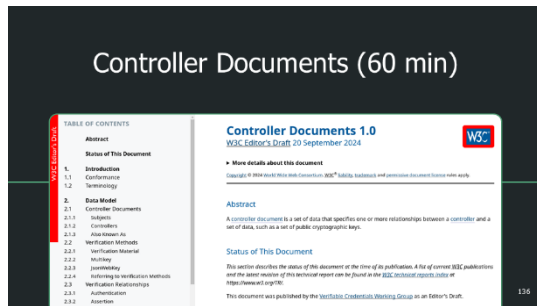 Controller Documents (60 min)
W3C Editor's Draft
TABLE OF CONTENTS
Abstract
Status of This Document
1. Introduction
1.1 Conformance
1.2 Terminology
2. Data Model
2.1 Controller Documents
2.1.1 Subjects
2.1.2 Controllers
2.1.3 Also Known As
2.2 Verification Methods
2.2.1 Verification Material
2.2.2 Multikey
2.2.3 JsonWebKey
2.2.4 Referring to Verification Methods
2.3 Verification Relationships
2.3.1 Authentication
2.3.2 Assertion
Controller Documents 1.0
W3C Editor's Draft 20 September 2024
W3C
▸ More details about this document
Copyright © 2024 World Wide Web Consortium. W3C® liability, trademark and permissive document license rules apply.
Abstract
A controller document is a set of data that specifies one or more relationships between a controller and a
set of data, such as a set of public cryptographic keys.
Status of This Document
This section describes the status of this document at the time of its publication. A list of current W3C publications
and the latest revision of this technical report can be found in the W3C technical reports index at
https://www.w3.org/TR/.
This document was published by the Verifiable Credentials Working Group as an Editor's Draft.
136